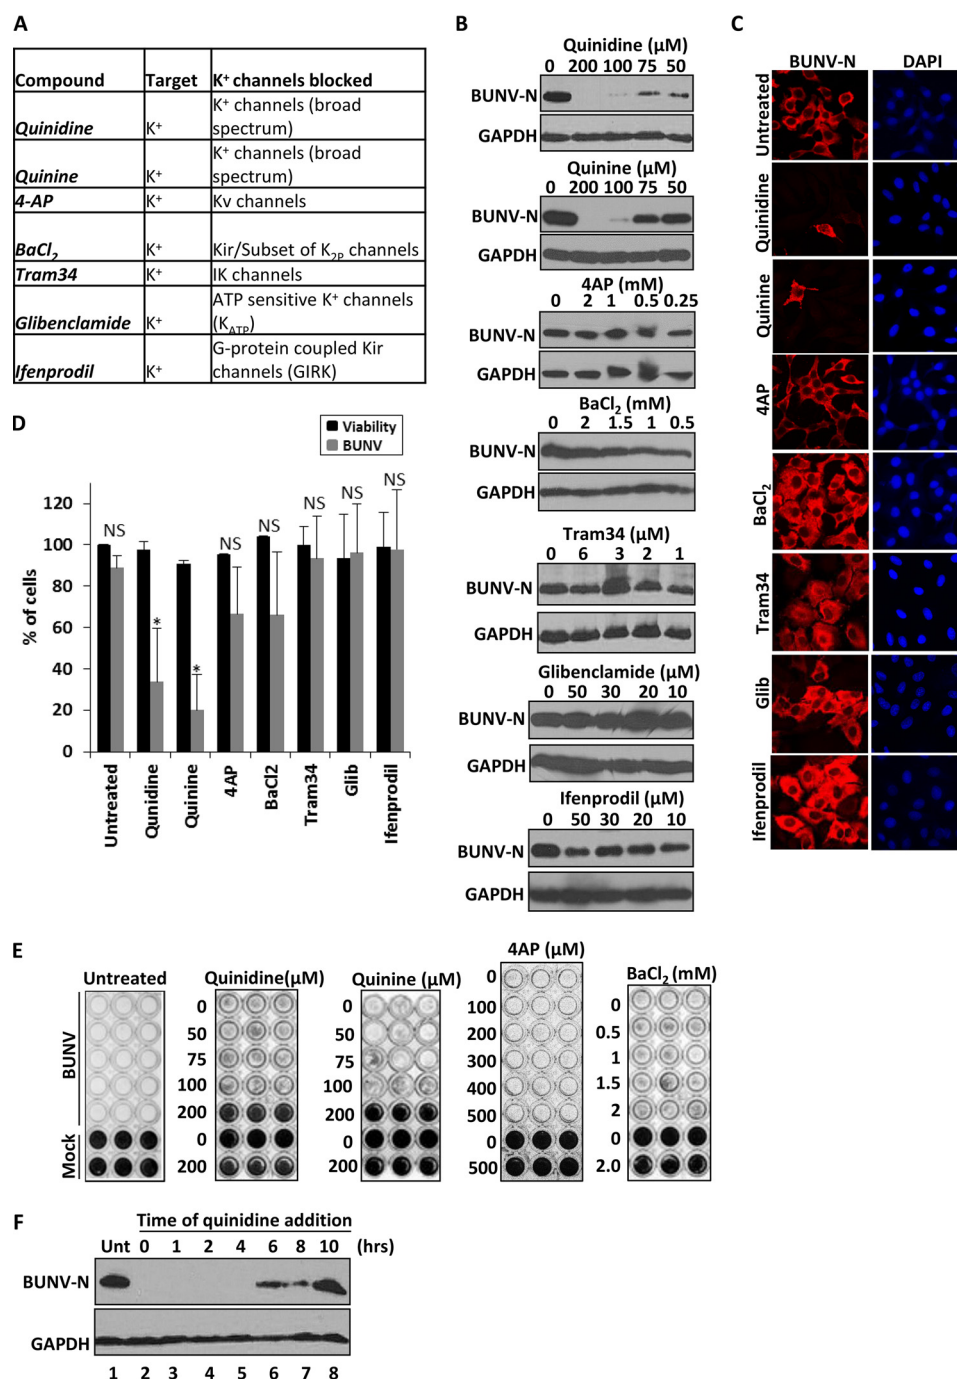 A
Compound Target K+ channels blocked
Quinidine K+ K+ channels (broad spectrum)
Quinine K+ K+ channels (broad spectrum)
4-AP K+ Kv channels
BaCl2 K+ Kir/Subset of K2P channels
Tram34 K+ IK channels
Glibenclamide K+ ATP sensitive K+ channels (KATP)
Ifenprodil K+ G-protein coupled Kir channels (GIRK)
B
Quinidine (μM)
0 200 100 75 50
BUNV-N
GAPDH
Quinine (μM)
0 200 100 75 50
BUNV-N
GAPDH
4AP (mM)
0 2 1 0.5 0.25
BUNV-N
GAPDH
BaCl2 (mM)
0 2 1.5 1 0.5
BUNV-N
GAPDH
Tram34 (μM)
0 6 3 2 1
BUNV-N
GAPDH
Glibenclamide (μM)
0 50 30 20 10
BUNV-N
GAPDH
Ifenprodil (μM)
0 50 30 20 10
BUNV-N
GAPDH
C
BUNV-N DAPI
Untreated
Quinidine
Quinine
4AP
BaCl2
Tram34
Glib
Ifenprodil
D
Viability
BUNV
% of cells
120
100
80
60
40
20
0
NS * * NS NS NS NS NS
Untreated Qunidine Quinine 4AP BaCl2 Tram34 Glib Ifenprodil
E
Untreated
BUNV
Mock
Quinidine(μM)
0
50
75
100
200
0
200
Quinine (μM)
0
50
75
100
200
0
200
4AP (μM)
0
100
200
300
400
500
0
500
BaCl2 (mM)
0
0.5
1
1.5
2
0
2.0
F
Time of quinidine addition
Unt 0 1 2 4 6 8 10 (hrs)
BUNV-N
GAPDH
1 2 3 4 5 6 7 8